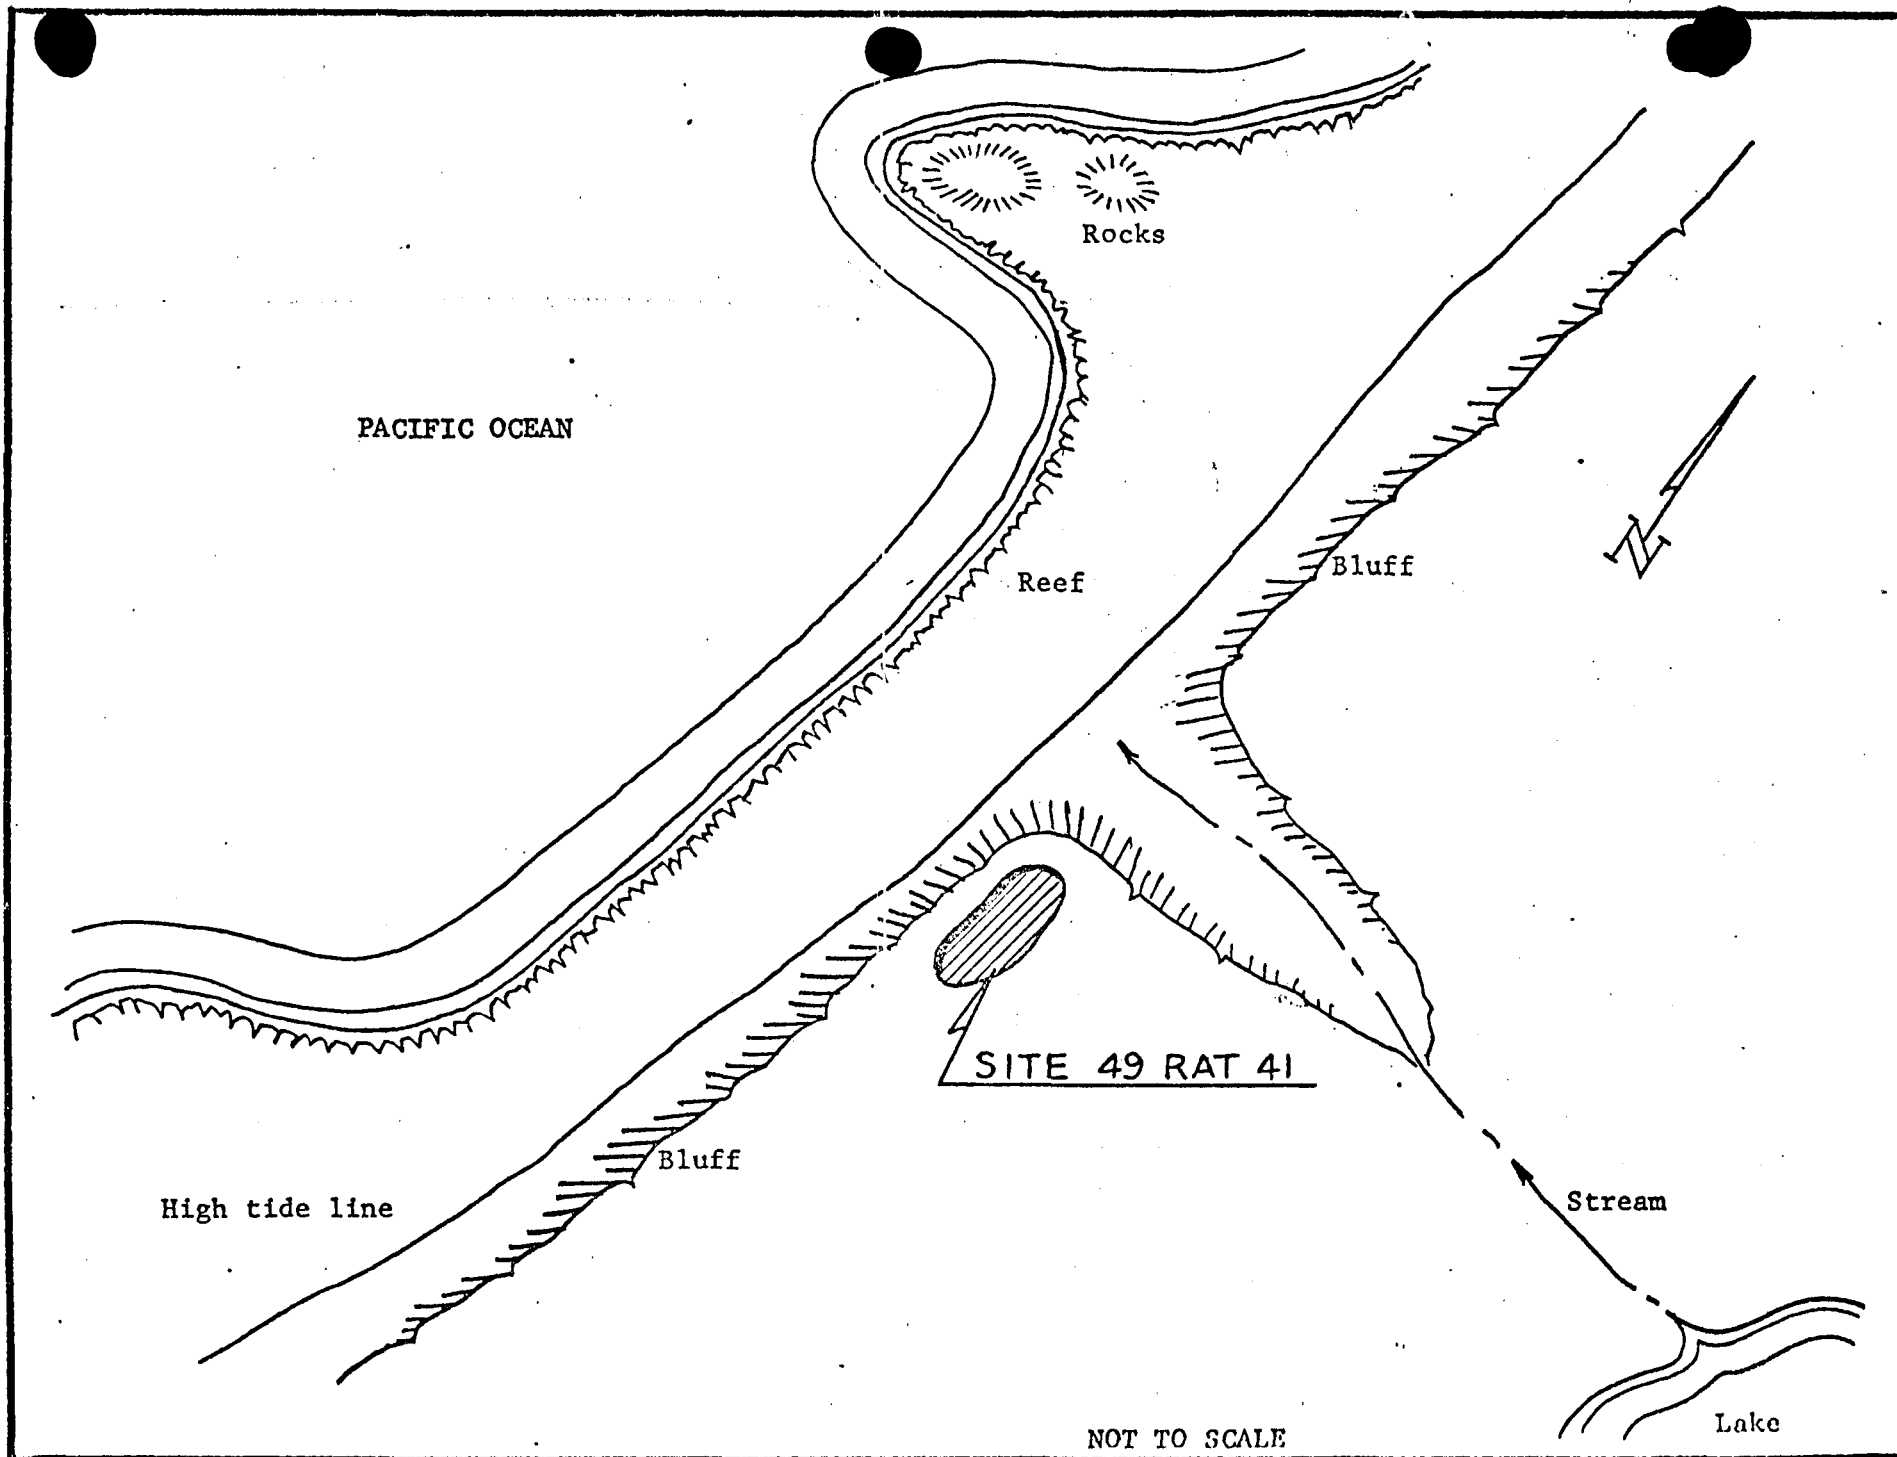 Rocks
PACIFIC OCEAN
N
Bluff
Reef
SITE 49 RAT 41
Bluff
High tide line
Stream
Lake
NOT TO SCALE